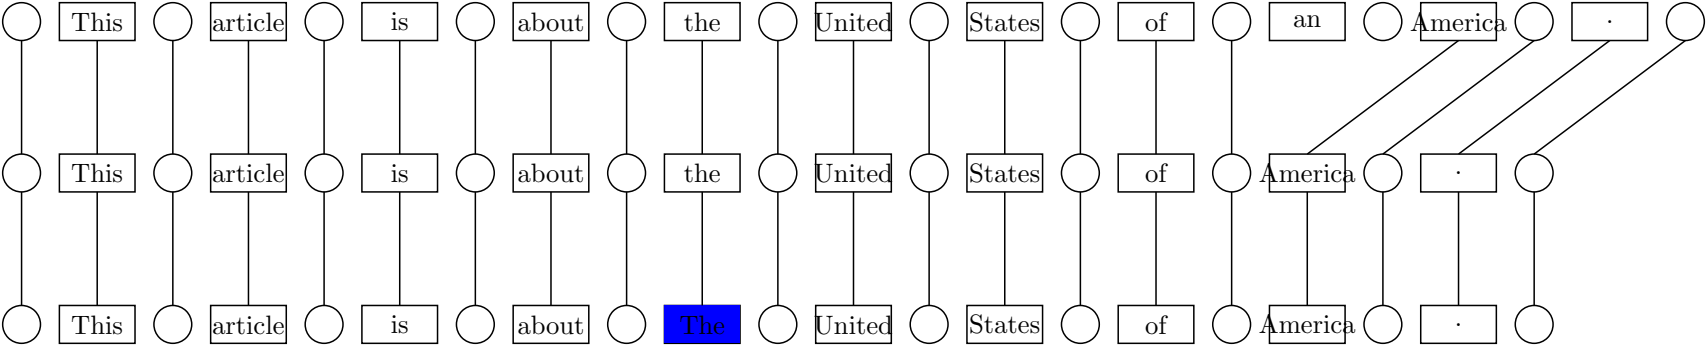 This article is about the United States of an America .
This article is about the United States of America .
This article is about The United States of America .